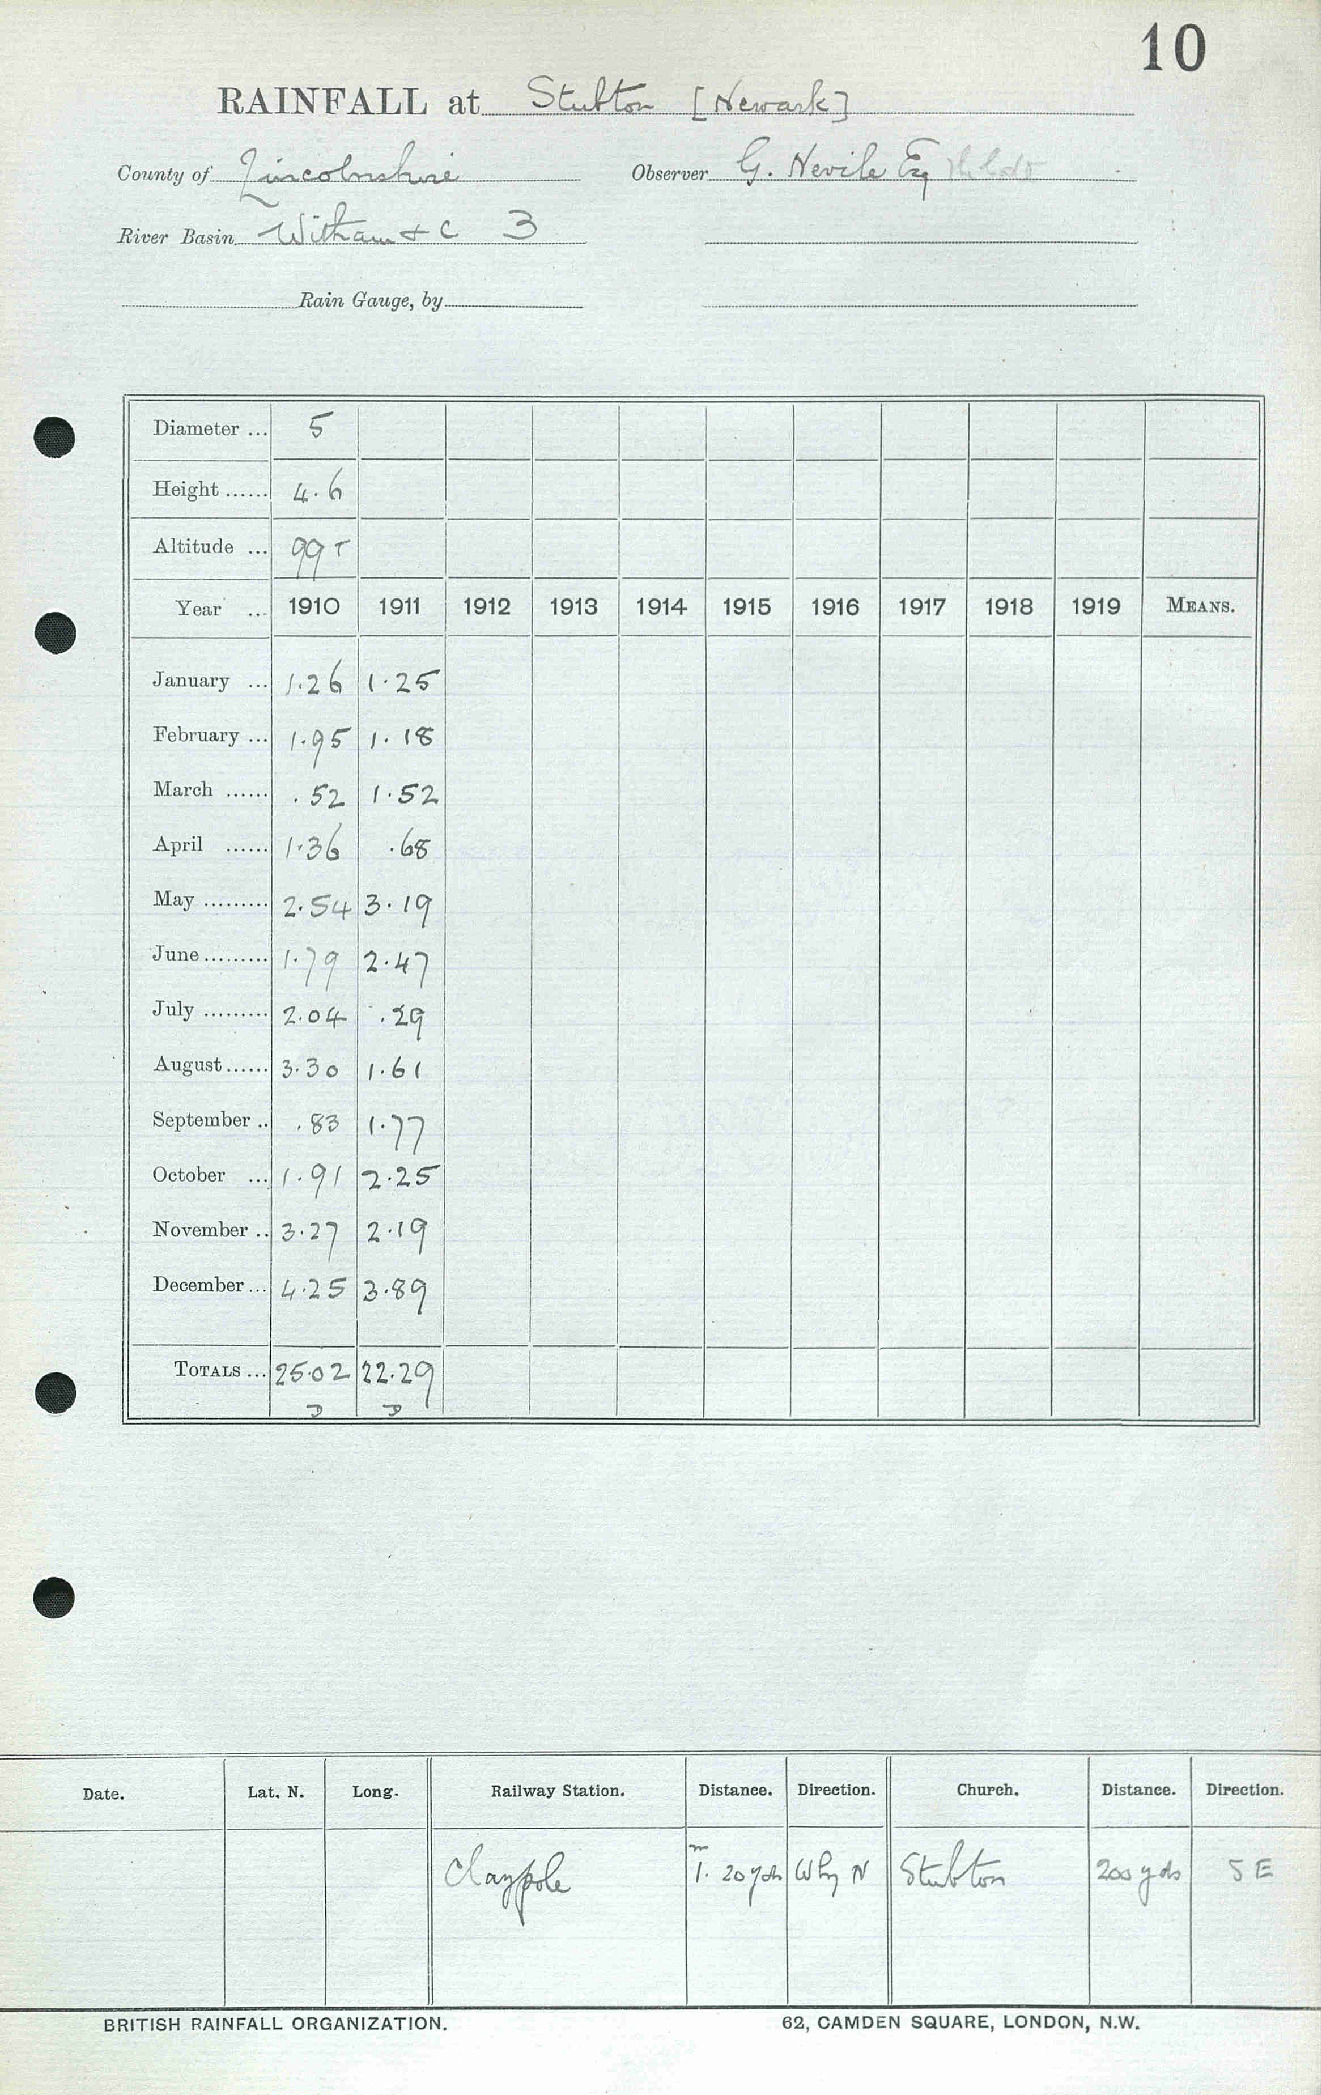 10
RAINFALL at Stubton [Newark]
County of Lincolnshire Observer G. Nevile Esq
River Basin Witham & C 3
Rain Gauge, by
Diameter ... 5
Height ...... 4.6
Altitude ... 99 T
Year ... 1910 1911 1912 1913 1914 1915 1916 1917 1918 1919 MEANS.
January ... 1.26 1.25
February ... 1.95 1.18
March ...... .52 1.52
April ...... 1.36 .68
May ......... 2.54 3.19
June ......... 1.79 2.47
July ......... 2.04 .29
August ...... 3.30 1.61
September .. .83 1.77
October ... 1.91 2.25
November .. 3.27 2.19
December ... 4.25 3.89
TOTALS ... 25.02 22.29
Date. Lat. N. Long. Railway Station. Distance. Direction. Church. Distance. Direction.
Claypole 1. 20 yds W by N Stubton 200 yds SE
BRITISH RAINFALL ORGANIZATION. 62, CAMDEN SQUARE, LONDON, N.W.